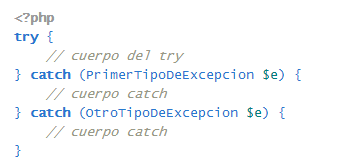 <?php
try {
    // cuerpo del try
} catch (PrimerTipoDeExcepcion $e) {
    // cuerpo catch
} catch (OtroTipoDeExcepcion $e) {
    // cuerpo catch
}